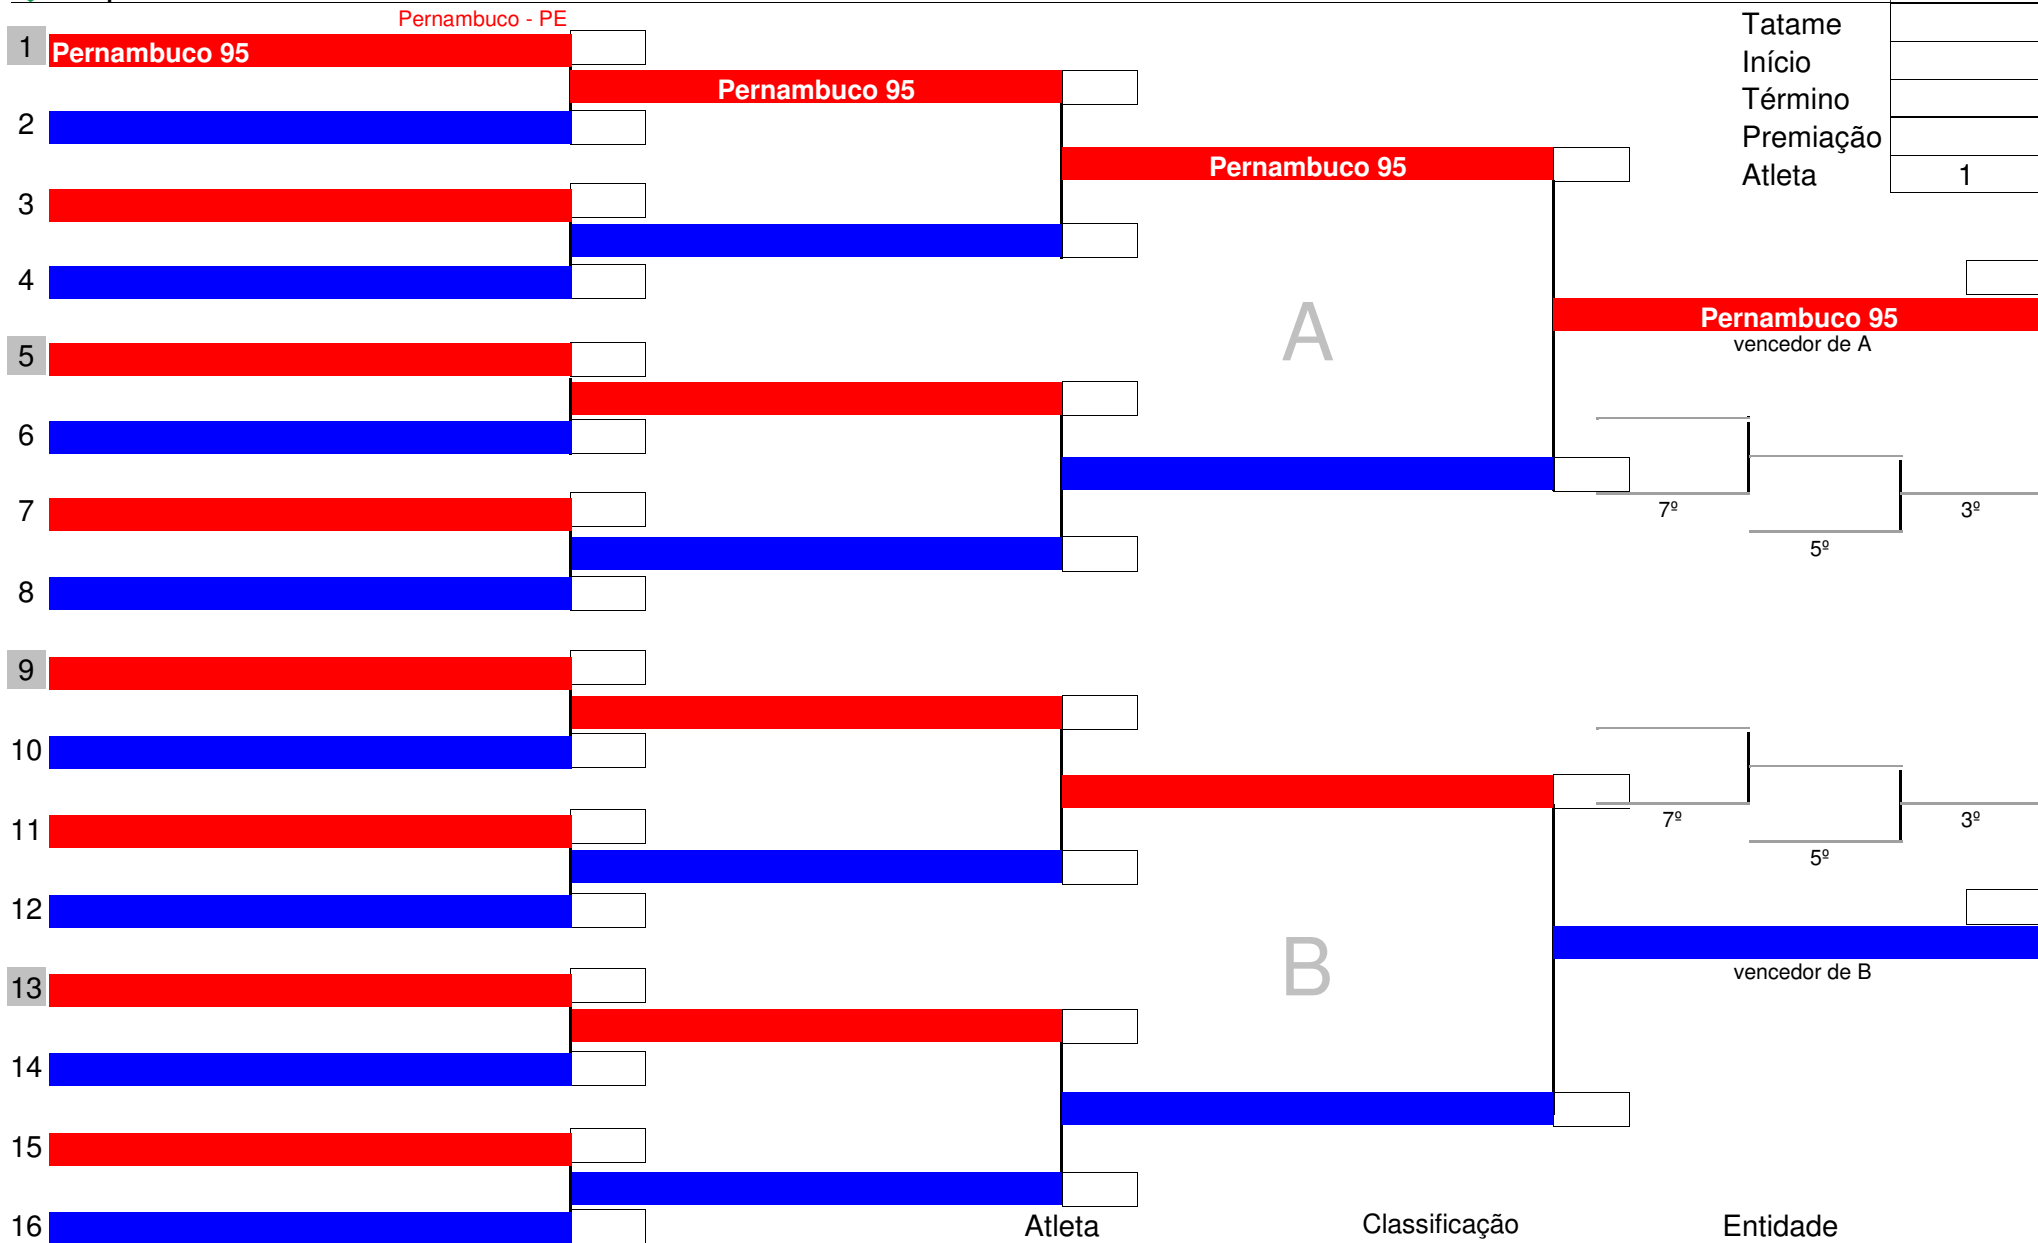 Pernambuco - PE
Tatame
1 Pernambuco 95
Início
Pernambuco 95
Término
2
Premiação
Pernambuco 95
Atleta 1
3
4
A
Pernambuco 95
vencedor de A
5
6
7
7º
3º
5º
8
9
10
11
7º
3º
5º
12
B
vencedor de B
13
14
15
16
Atleta Classificação Entidade